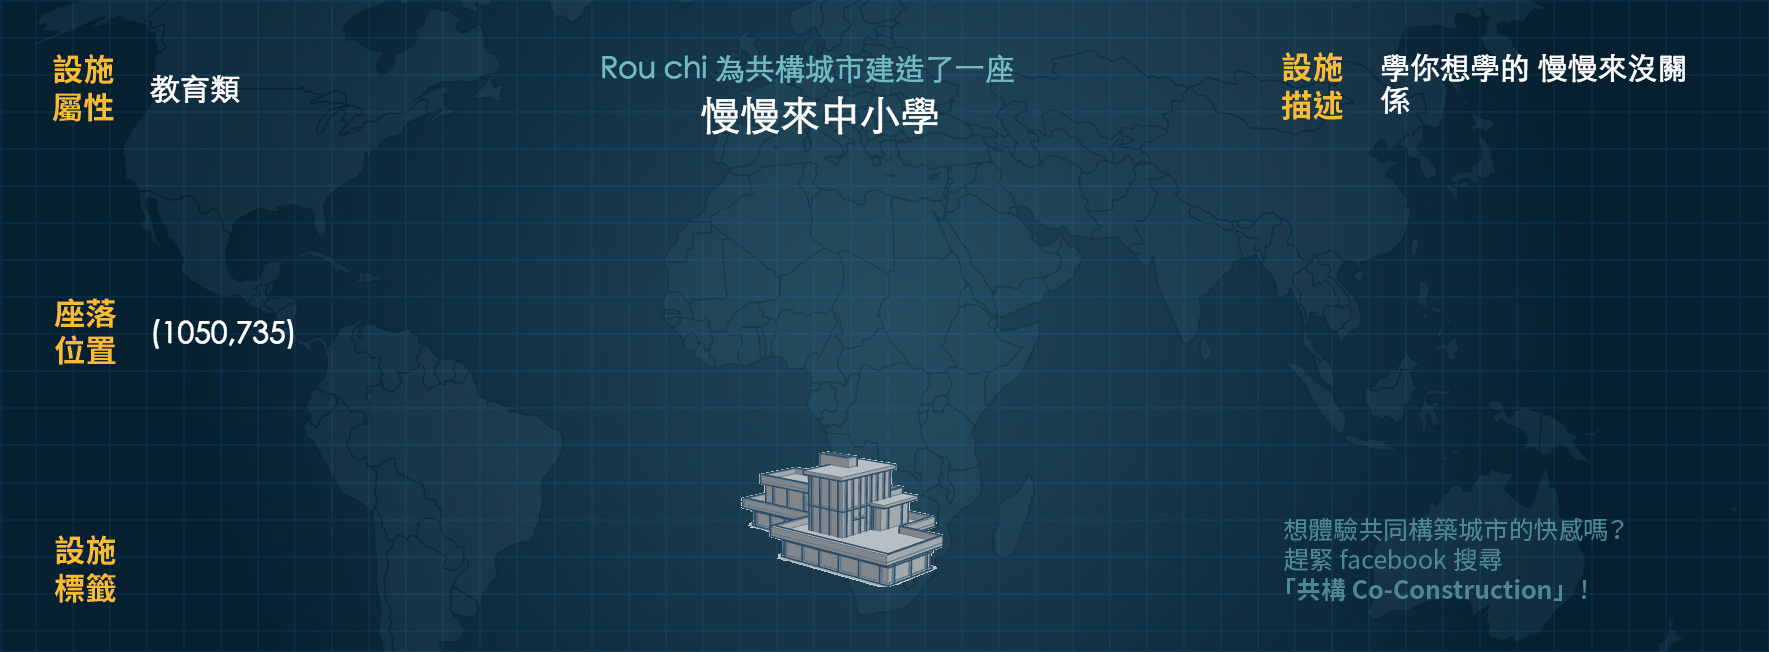 設施
屬性
教育類
Rou chi 為共構城市建造了一座
慢慢來中小學
設施
描述
學你想學的 慢慢來沒關
係
座落
位置
(1050,735)
設施
標籤
想體驗共同構築城市的快感嗎？
趕緊 facebook 搜尋
「共構 Co-Construction」！